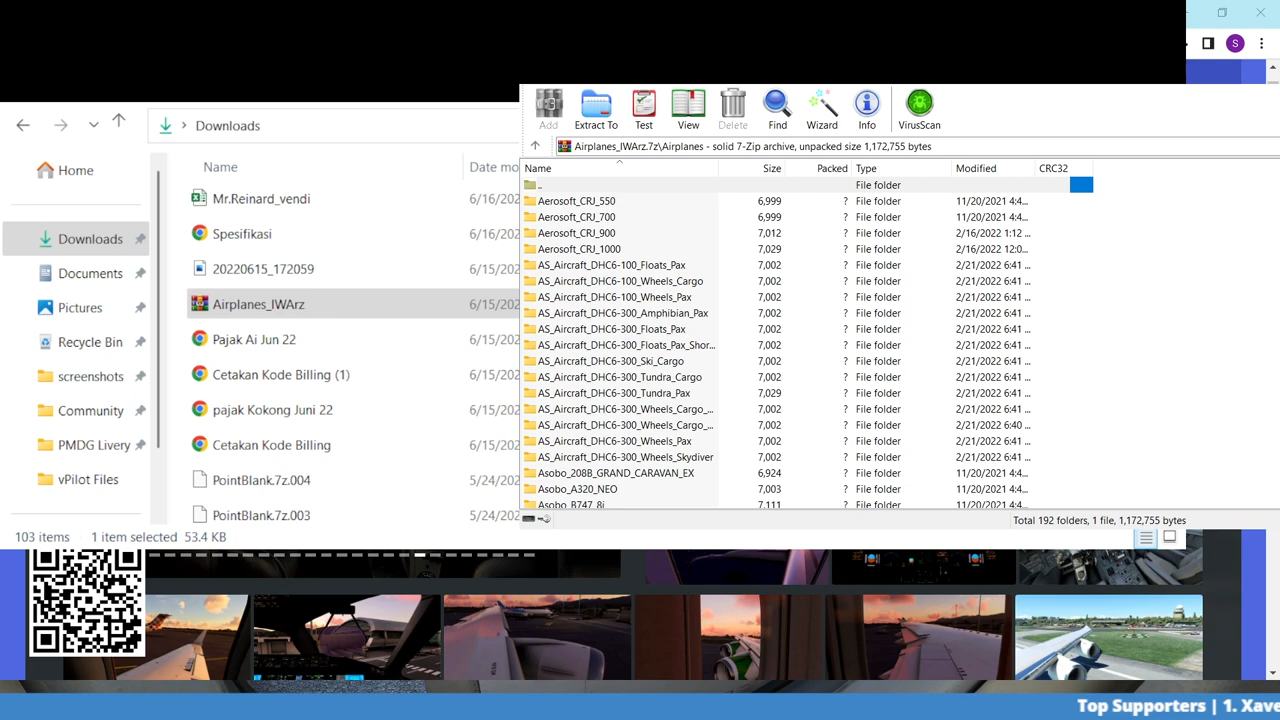 S
Add
Extract To
Test
View
Delete
Find
Wizard
Info
VirusScan
Downloads
Airplanes_IWArz.7z\Airplanes - solid 7-Zip archive, unpacked size 1,172,755 bytes
Home
Downloads
Documents
Pictures
Recycle Bin
screenshots
Community
PMDG Livery
vPilot Files
Name Date mo
Mr.Reinard_vendi 6/16/202
Spesifikasi 6/16/202
20220615_172059 6/15/202
Airplanes_IWArz 6/15/202
Pajak Ai Jun 22 6/15/202
Cetakan Kode Billing (1) 6/15/202
pajak Kokong Juni 22 6/15/202
Cetakan Kode Billing 6/15/202
PointBlank.7z.004 5/24/202
PointBlank.7z.003 5/24/202
103 items 1 item selected 53.4 KB
Name Size Packed Type Modified CRC32
.. File folder
Aerosoft_CRJ_550 6,999 ? File folder 11/20/2021 4:4...
Aerosoft_CRJ_700 6,999 ? File folder 11/20/2021 4:4...
Aerosoft_CRJ_900 7,012 ? File folder 2/16/2022 1:12 ...
Aerosoft_CRJ_1000 7,029 ? File folder 2/16/2022 12:0...
AS_Aircraft_DHC6-100_Floats_Pax 7,002 ? File folder 2/21/2022 6:41 ...
AS_Aircraft_DHC6-100_Wheels_Cargo 7,002 ? File folder 2/21/2022 6:41 ...
AS_Aircraft_DHC6-100_Wheels_Pax 7,002 ? File folder 2/21/2022 6:41 ...
AS_Aircraft_DHC6-300_Amphibian_Pax 7,002 ? File folder 2/21/2022 6:41 ...
AS_Aircraft_DHC6-300_Floats_Pax 7,002 ? File folder 2/21/2022 6:41 ...
AS_Aircraft_DHC6-300_Floats_Pax_Shor... 7,002 ? File folder 2/21/2022 6:41 ...
AS_Aircraft_DHC6-300_Ski_Cargo 7,002 ? File folder 2/21/2022 6:41 ...
AS_Aircraft_DHC6-300_Tundra_Cargo 7,002 ? File folder 2/21/2022 6:41 ...
AS_Aircraft_DHC6-300_Tundra_Pax 7,029 ? File folder 2/21/2022 6:41 ...
AS_Aircraft_DHC6-300_Wheels_Cargo_... 7,002 ? File folder 2/21/2022 6:41 ...
AS_Aircraft_DHC6-300_Wheels_Cargo_... 7,002 ? File folder 2/21/2022 6:40 ...
AS_Aircraft_DHC6-300_Wheels_Pax 7,002 ? File folder 2/21/2022 6:41 ...
AS_Aircraft_DHC6-300_Wheels_Skydiver 7,002 ? File folder 2/21/2022 6:41 ...
Asobo_208B_GRAND_CARAVAN_EX 6,924 ? File folder 11/20/2021 4:4...
Asobo_A320_NEO 7,003 ? File folder 11/20/2021 4:4...
Asobo_B747_8i 7,111 ? File folder 11/20/2021 4:4...
Total 192 folders, 1 file, 1,172,755 bytes
Top Supporters | 1. Xave